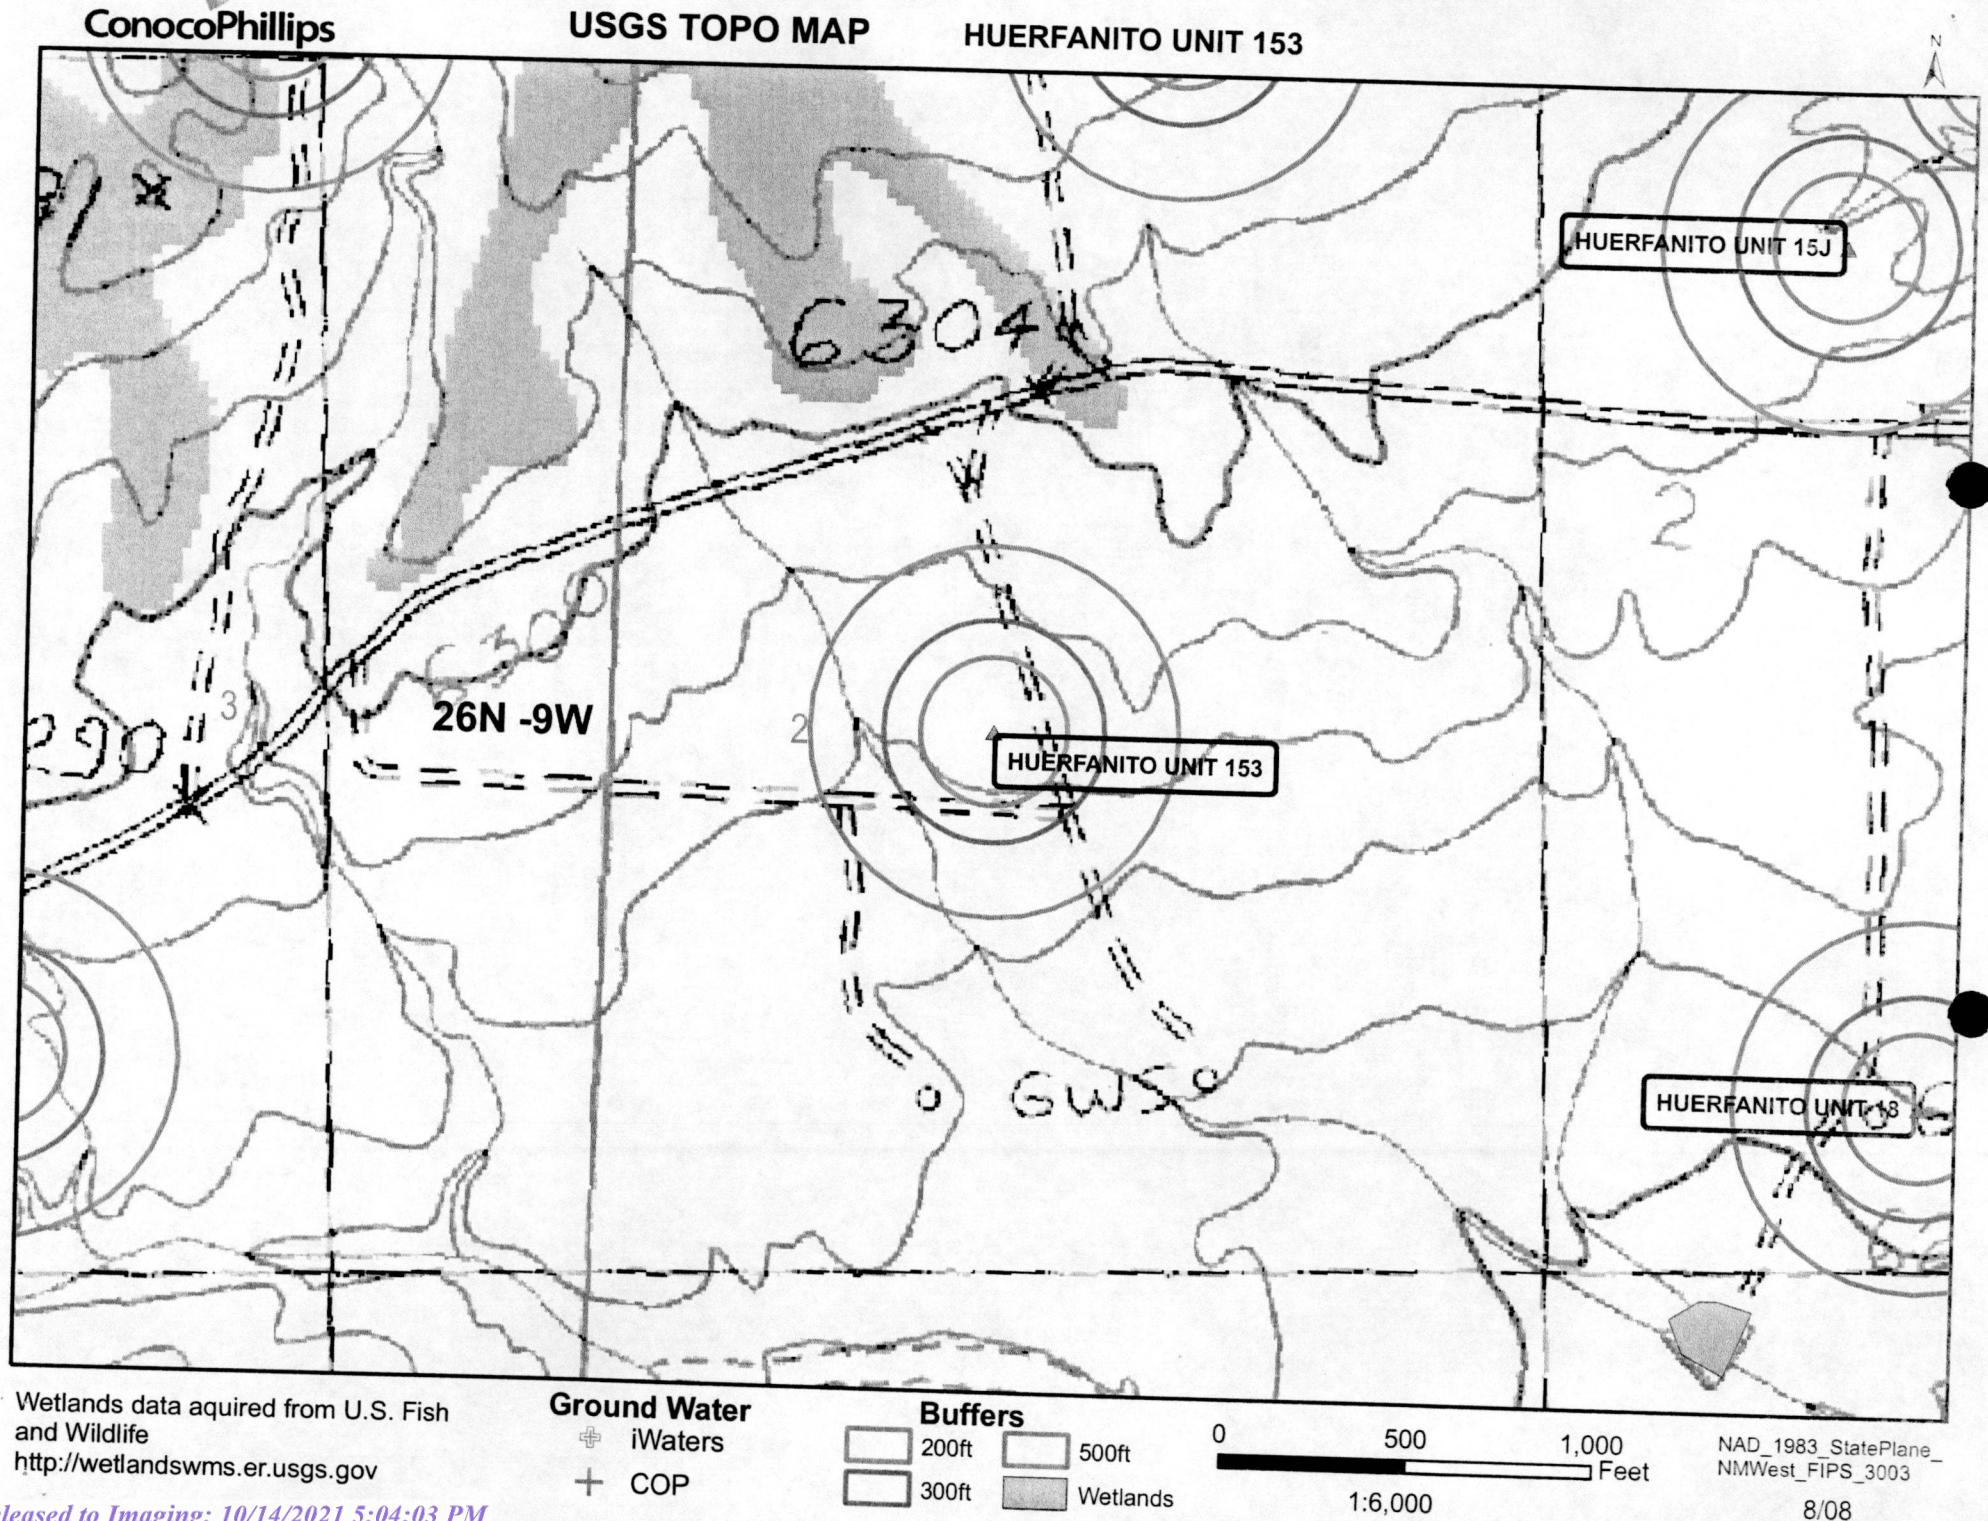 ConocoPhillips
USGS TOPO MAP
HUERFANITO UNIT 153
N
HUERFANITO UNIT 15J
6304
2
6300
3
26N -9W
2
HUERFANITO UNIT 153
290
GWS
HUERFANITO UNIT 18
Wetlands data aquired from U.S. Fish
and Wildlife
http://wetlandswms.er.usgs.gov
Ground Water
iWaters
COP
Buffers
200ft
500ft
300ft
Wetlands
0 500 1,000
Feet
1:6,000
NAD_1983_StatePlane_
NMWest_FIPS_3003
8/08
eleased to Imaging: 10/14/2021 5:04:03 PM